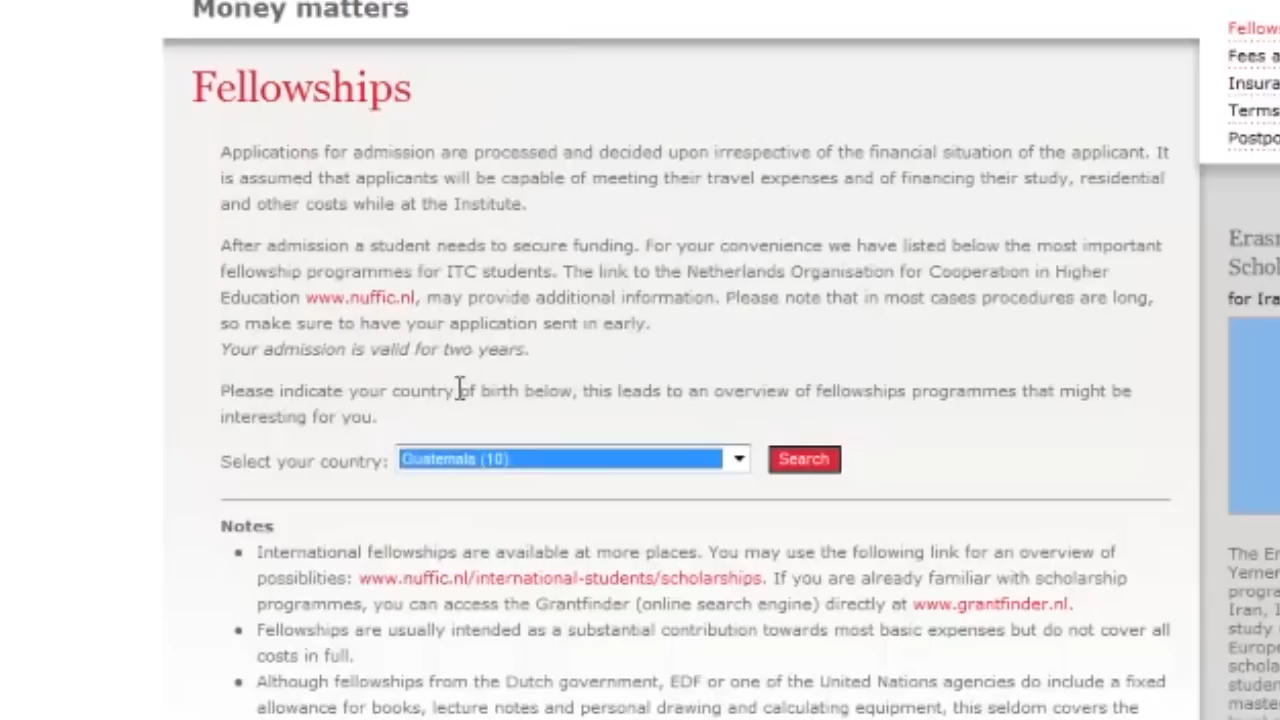 Money matters
Fellowships
Applications for admission are processed and decided upon irrespective of the financial situation of the applicant. It
is assumed that applicants will be capable of meeting their travel expenses and of financing their study, residential
and other costs while at the Institute.
After admission a student needs to secure funding. For your convenience we have listed below the most important
fellowship programmes for ITC students. The link to the Netherlands Organisation for Cooperation in Higher
Education www.nuffic.nl, may provide additional information. Please note that in most cases procedures are long,
so make sure to have your application sent in early.
Your admission is valid for two years.
Please indicate your country of birth below, this leads to an overview of fellowships programmes that might be
interesting for you.
Select your country: Guatemala (10) Search
Notes
• International fellowships are available at more places. You may use the following link for an overview of
possiblities: www.nuffic.nl/international-students/scholarships. If you are already familiar with scholarship
programmes, you can access the Grantfinder (online search engine) directly at www.grantfinder.nl.
• Fellowships are usually intended as a substantial contribution towards most basic expenses but do not cover all
costs in full.
• Although fellowships from the Dutch government, EDF or one of the United Nations agencies do include a fixed
allowance for books, lecture notes and personal drawing and calculating equipment, this seldom covers the
Fellows
Fees a
Insura
Terms
Postpo
Eras
Schol
for Ira
The Er
Yemer
progra
Iran, I
study
Europe
schola
studen
maste